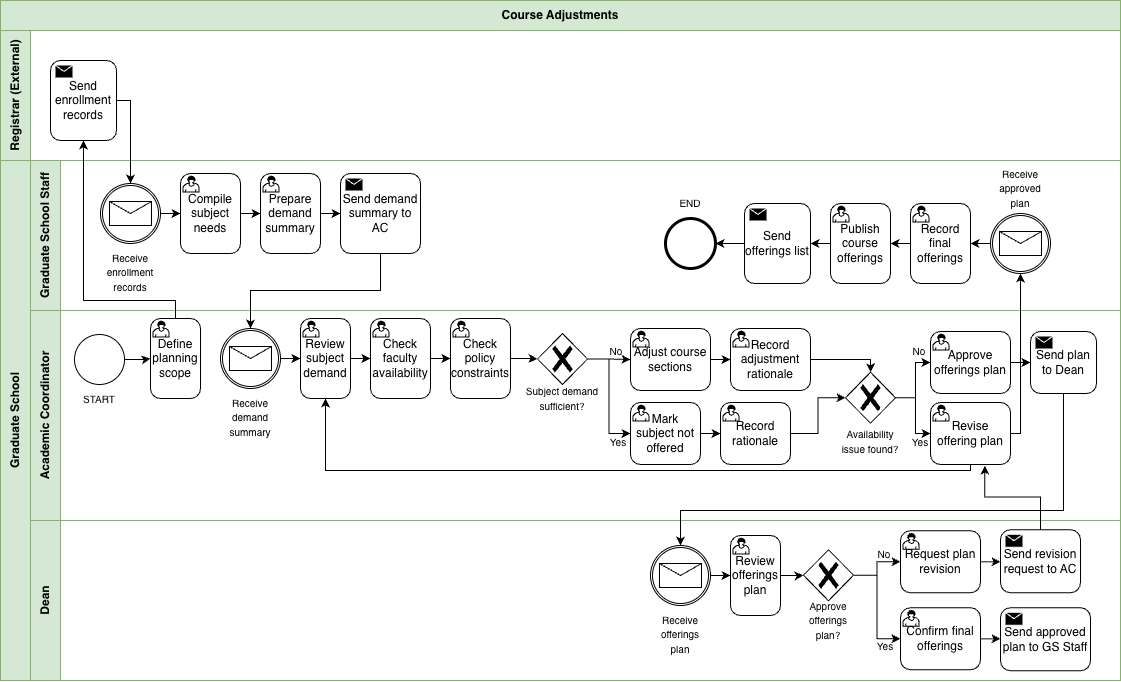 Course Adjustments
Registrar (External)
Send
enrollment
records
Graduate School
Graduate School Staff
Receive
enrollment
records
Compile
subject
needs
Prepare
demand
summary
Send demand
summary to
AC
END
Send
offerings list
Publish
course
offerings
Record
final
offerings
Receive
approved
plan
Academic Coordinator
START
Define
planning
scope
Receive
demand
summary
Review
subject
demand
Check
faculty
availability
Check
policy
constraints
Subject demand
sufficient?
No
Adjust course
sections
Record
adjustment
rationale
Yes
Mark
subject not
offered
Record
rationale
Availability
issue found?
No
Approve
offerings plan
Yes
Revise
offering plan
Send plan
to Dean
Dean
Receive
offerings
plan
Review
offerings
plan
Approve
offerings
plan?
No
Request plan
revision
Send revision
request to AC
Yes
Confirm final
offerings
Send approved
plan to GS Staff